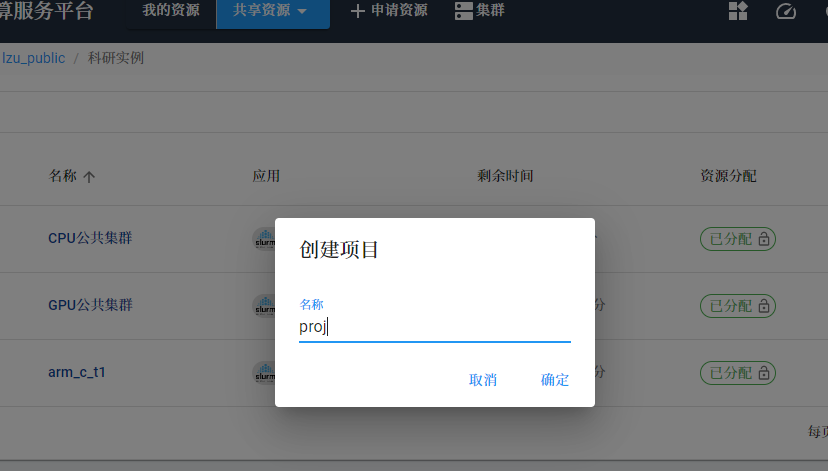 算服务平台 我的资源 共享资源 申请资源 集群
lzu_public / 科研实例
名称 应用 剩余时间 资源分配
CPU公共集群 slurm 已分配
创建项目
GPU公共集群 slurm 分 已分配
名称
proj
arm_c_t1 slurm 分 已分配
取消 确定
每页